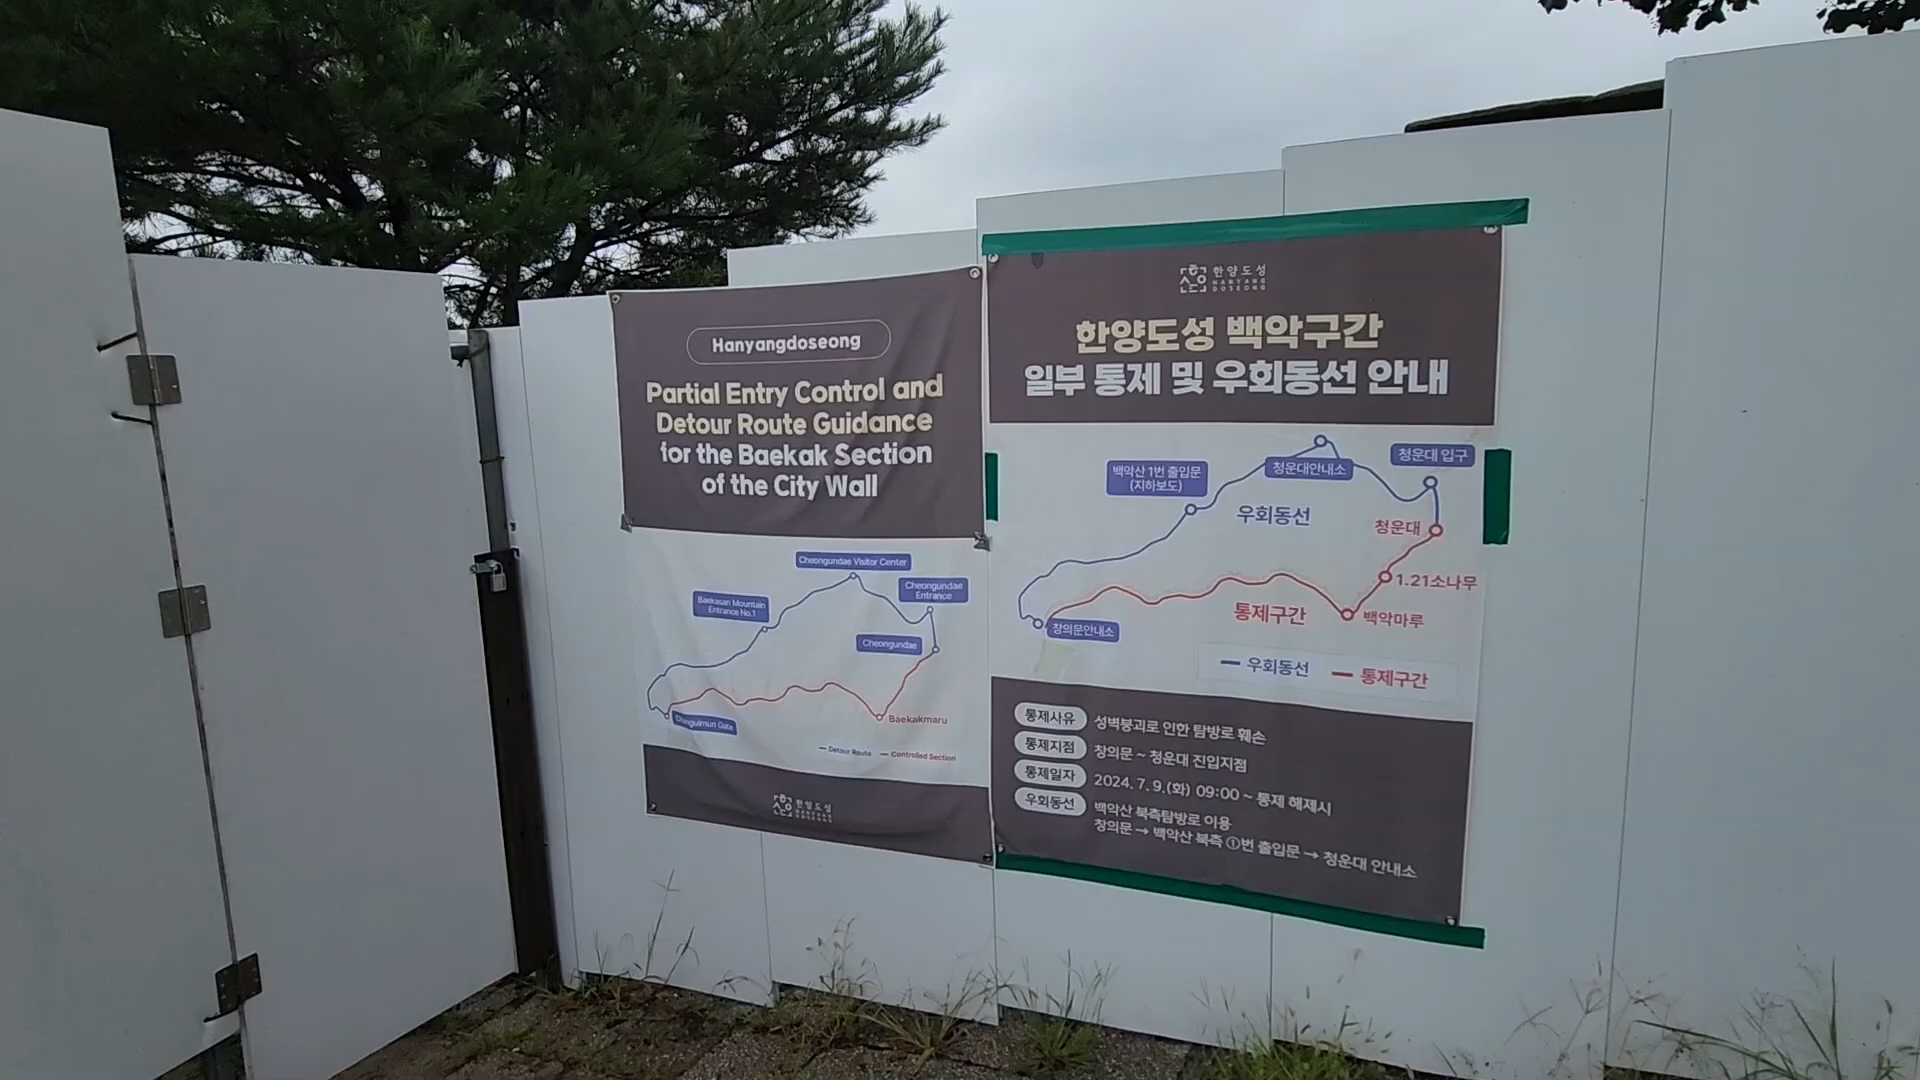 Hanyangdoseong
Partial Entry Control and
Detour Route Guidance
for the Baekak Section
of the City Wall
Cheongundae Visitor Center
Cheongundae
Entrance
Baekasan Mountain
Entrance No.1
Cheongundae
Changuimun Gate
Baekakmaru
Detour Route
Controlled Section
한양도성
HANYANG
DOSEONG
한양도성
HANYANG
DOSEONG
한양도성 백악구간
일부 통제 및 우회동선 안내
백악산 1번 출입문
(지하보도)
청운대안내소
청운대 입구
우회동선
청운대
1.21소나무
통제구간
백악마루
창의문안내소
우회동선
통제구간
통제사유 성벽붕괴로 인한 탐방로 훼손
통제지점 창의문 ~ 청운대 진입지점
통제일자 2024. 7. 9.(화) 09:00 ~ 통제 해제시
우회동선 백악산 북측탐방로 이용
창의문 → 백악산 북측 ①번 출입문 → 청운대 안내소